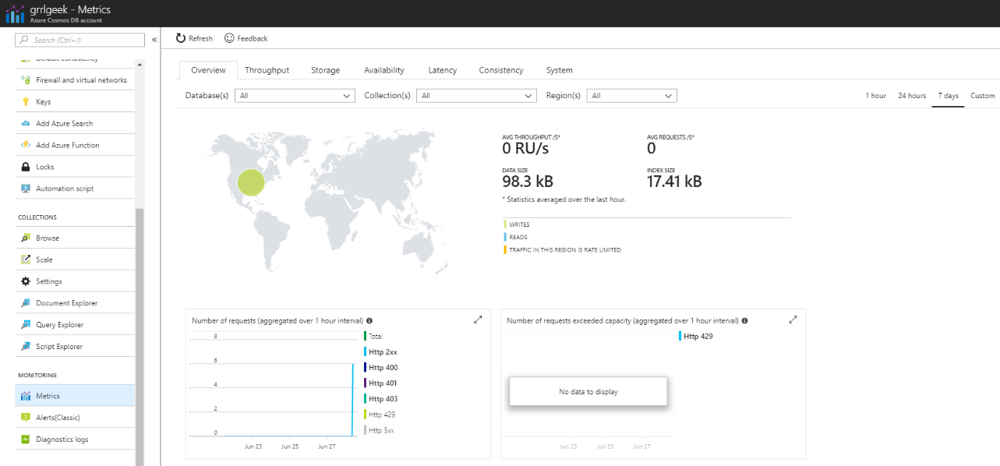 grrlgeek - Metrics
Azure Cosmos DB account
Search (Ctrl+/)
«
Default consistency
Firewall and virtual networks
Keys
Add Azure Search
Add Azure Function
Locks
Automation script
COLLECTIONS
Browse
Scale
Settings
Document Explorer
Query Explorer
Script Explorer
MONITORING
Metrics
Alerts(Classic)
Diagnostics logs
Refresh Feedback
Overview Throughput Storage Availability Latency Consistency System
Database(s) All Collection(s) All Region(s) All 1 hour 24 hours 7 days Custom
AVG THROUGHPUT /S* AVG REQUESTS /S*
0 RU/s 0
DATA SIZE INDEX SIZE
98.3 kB 17.41 kB
* Statistics averaged over the last hour.
WRITES
READS
TRAFFIC IN THIS REGION IS RATE LIMITED
Number of requests (aggregated over 1 hour interval)
8
6
4
2
0
Jun 23 Jun 25 Jun 27
Total
Http 2xx
Http 400
Http 401
Http 403
Http 429
Http 5xx
Number of requests exceeded capacity (aggregated over 1 hour interval)
Http 429
No data to display
Jun 23 Jun 25 Jun 27